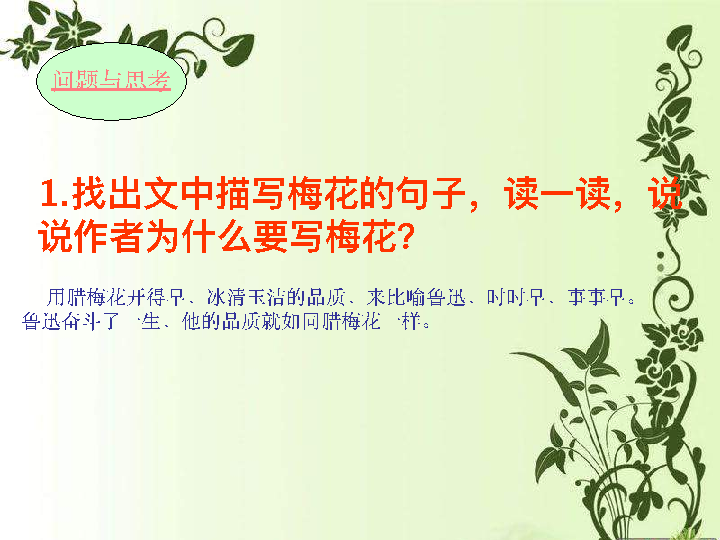 问题与思考
1.找出文中描写梅花的句子，读一读，说
说作者为什么要写梅花？
用腊梅花开得早、冰清玉洁的品质、来比喻鲁迅、时时早、事事早。
鲁迅奋斗了一生、他的品质就如同腊梅花一样。